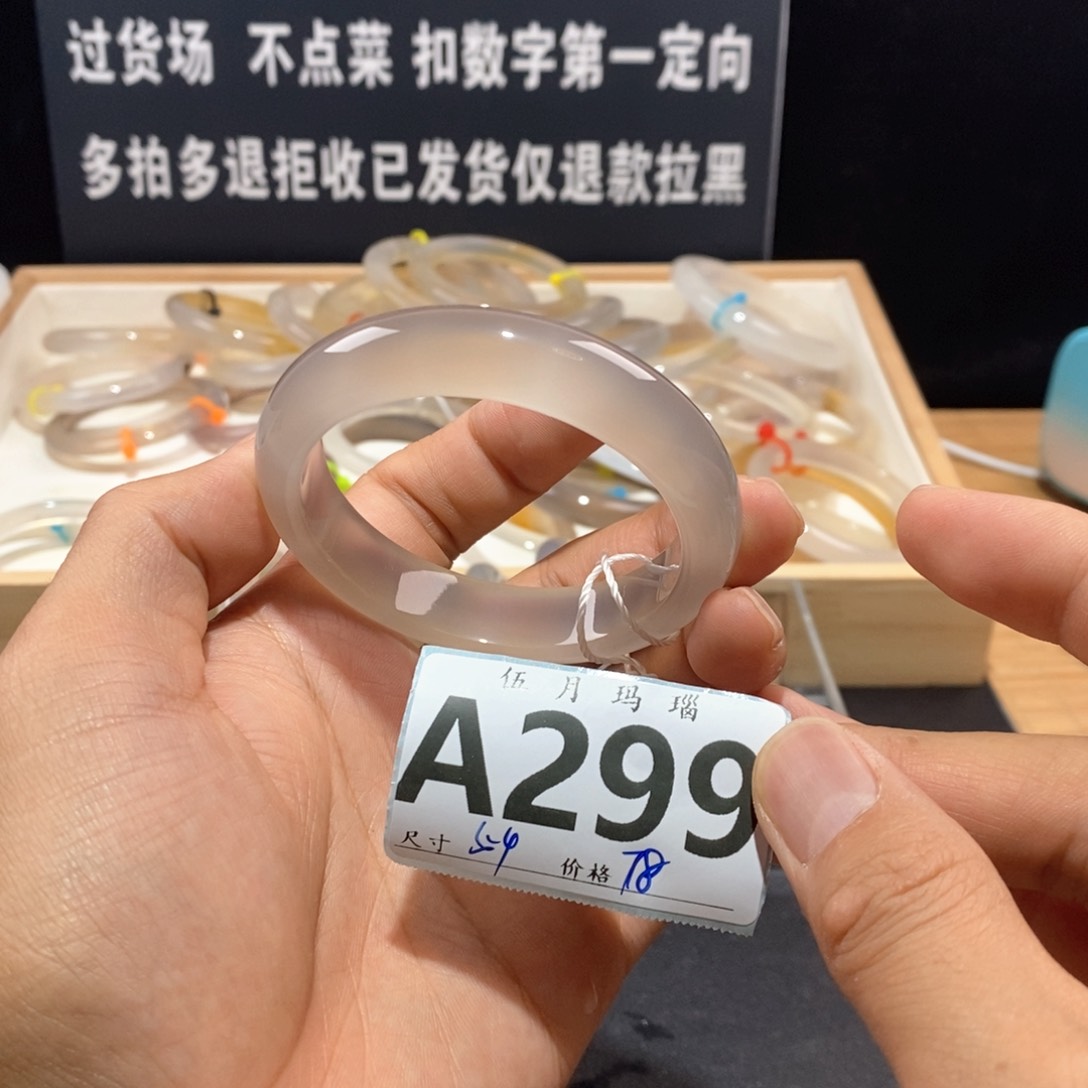 过货场 不点菜 扣数字第一定向
多拍多退拒收已发货仅退款拉黑
伍月玛瑙
A299
尺寸 54 价格 78